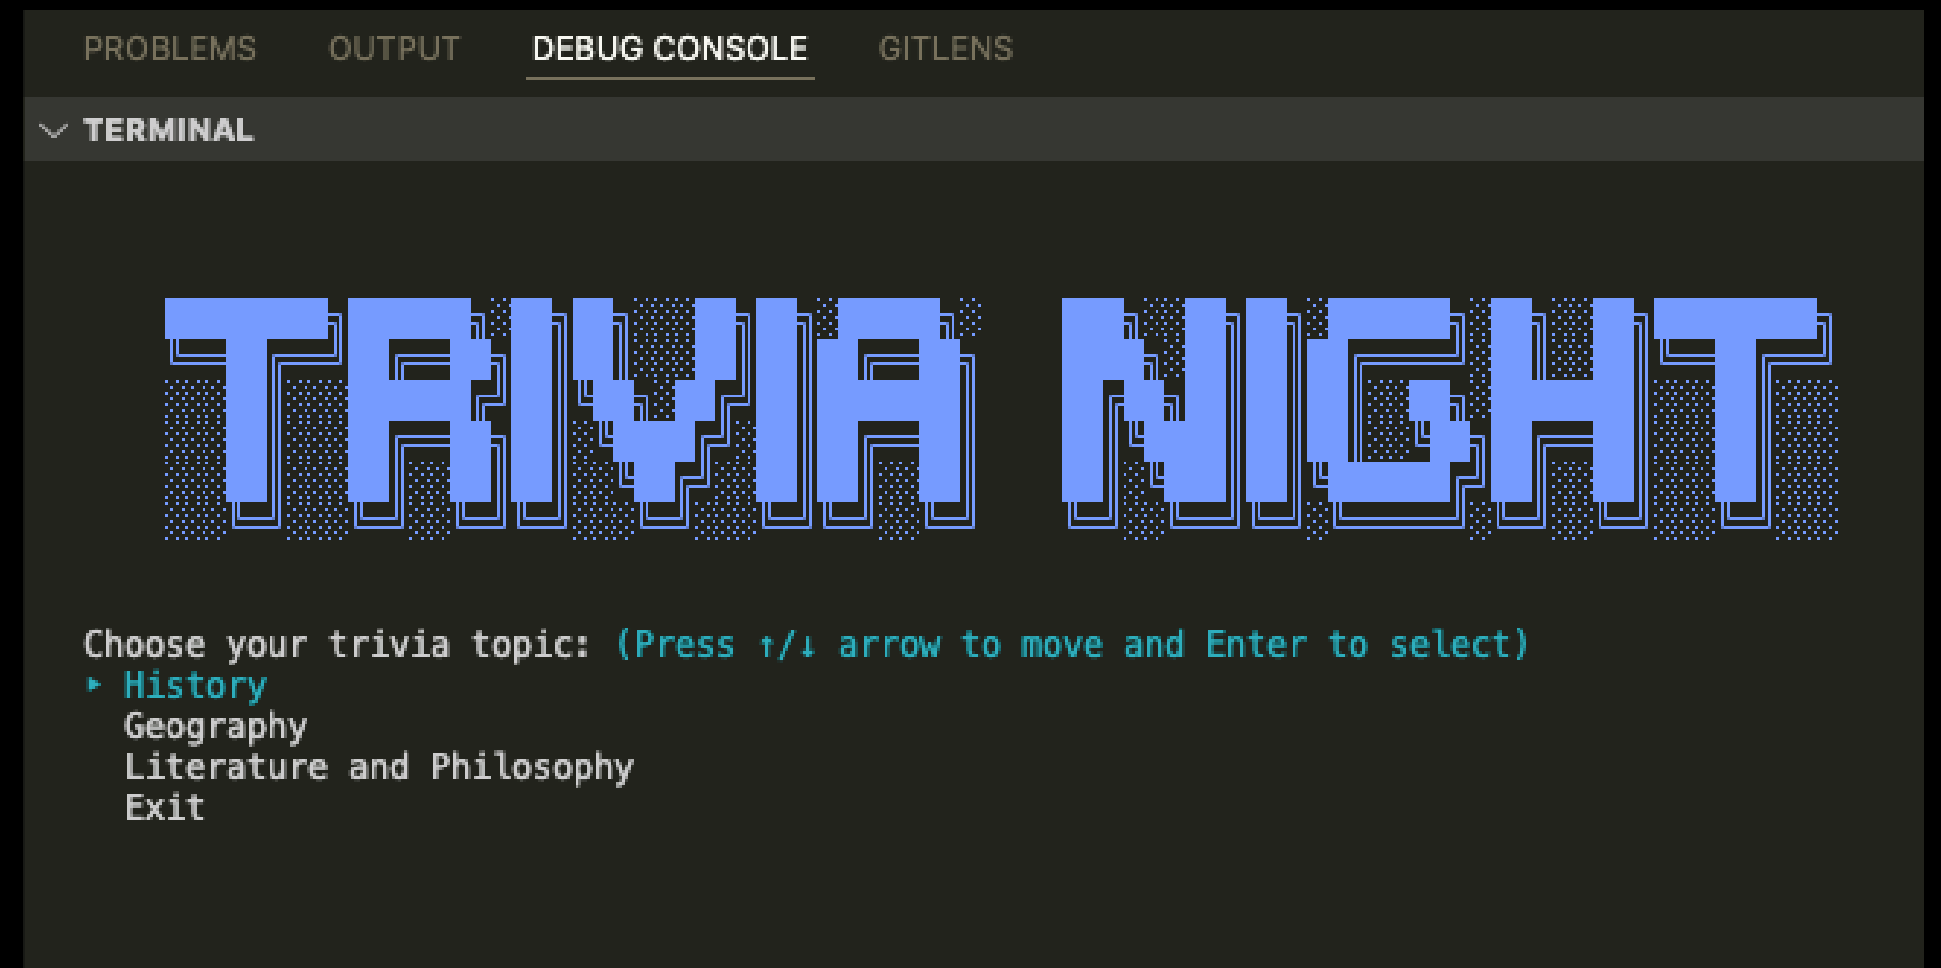 PROBLEMS OUTPUT DEBUG CONSOLE GITLENS
TERMINAL
TRIVIA NIGHT
Choose your trivia topic: (Press ↑/↓ arrow to move and Enter to select)
▸ History
Geography
Literature and Philosophy
Exit